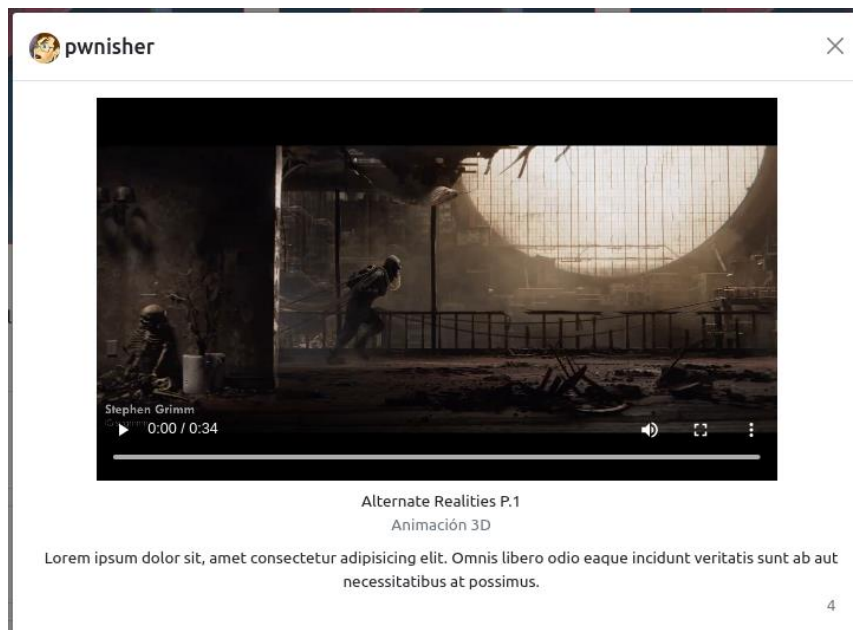 pwnisher
Stephen Grimm
0:00 / 0:34
Alternate Realities P.1
Animación 3D
Lorem ipsum dolor sit, amet consectetur adipisicing elit. Omnis libero odio eaque incidunt veritatis sunt ab aut
necessitatibus at possimus.
4